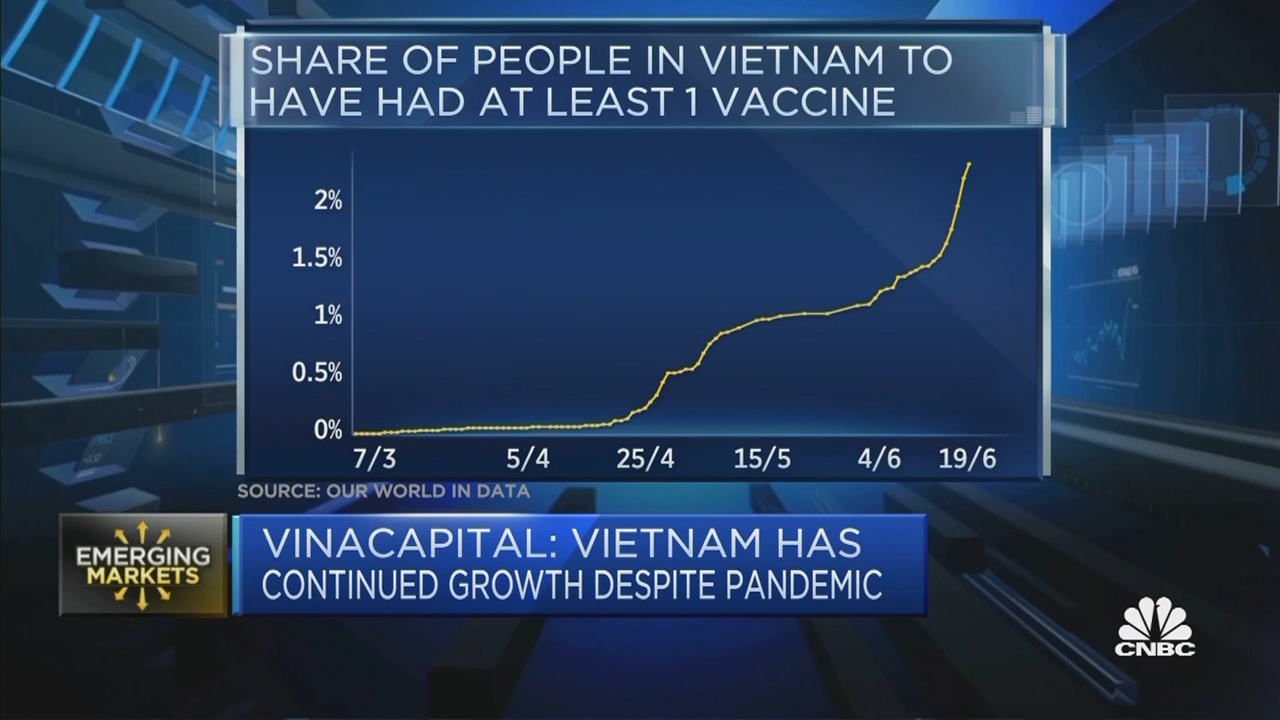 SHARE OF PEOPLE IN VIETNAM TO
HAVE HAD AT LEAST 1 VACCINE
2%
1.5%
1%
0.5%
0%
7/3 5/4 25/4 15/5 4/6 19/6
SOURCE: OUR WORLD IN DATA
EMERGING
MARKETS
VINACAPITAL: VIETNAM HAS
CONTINUED GROWTH DESPITE PANDEMIC
CNBC